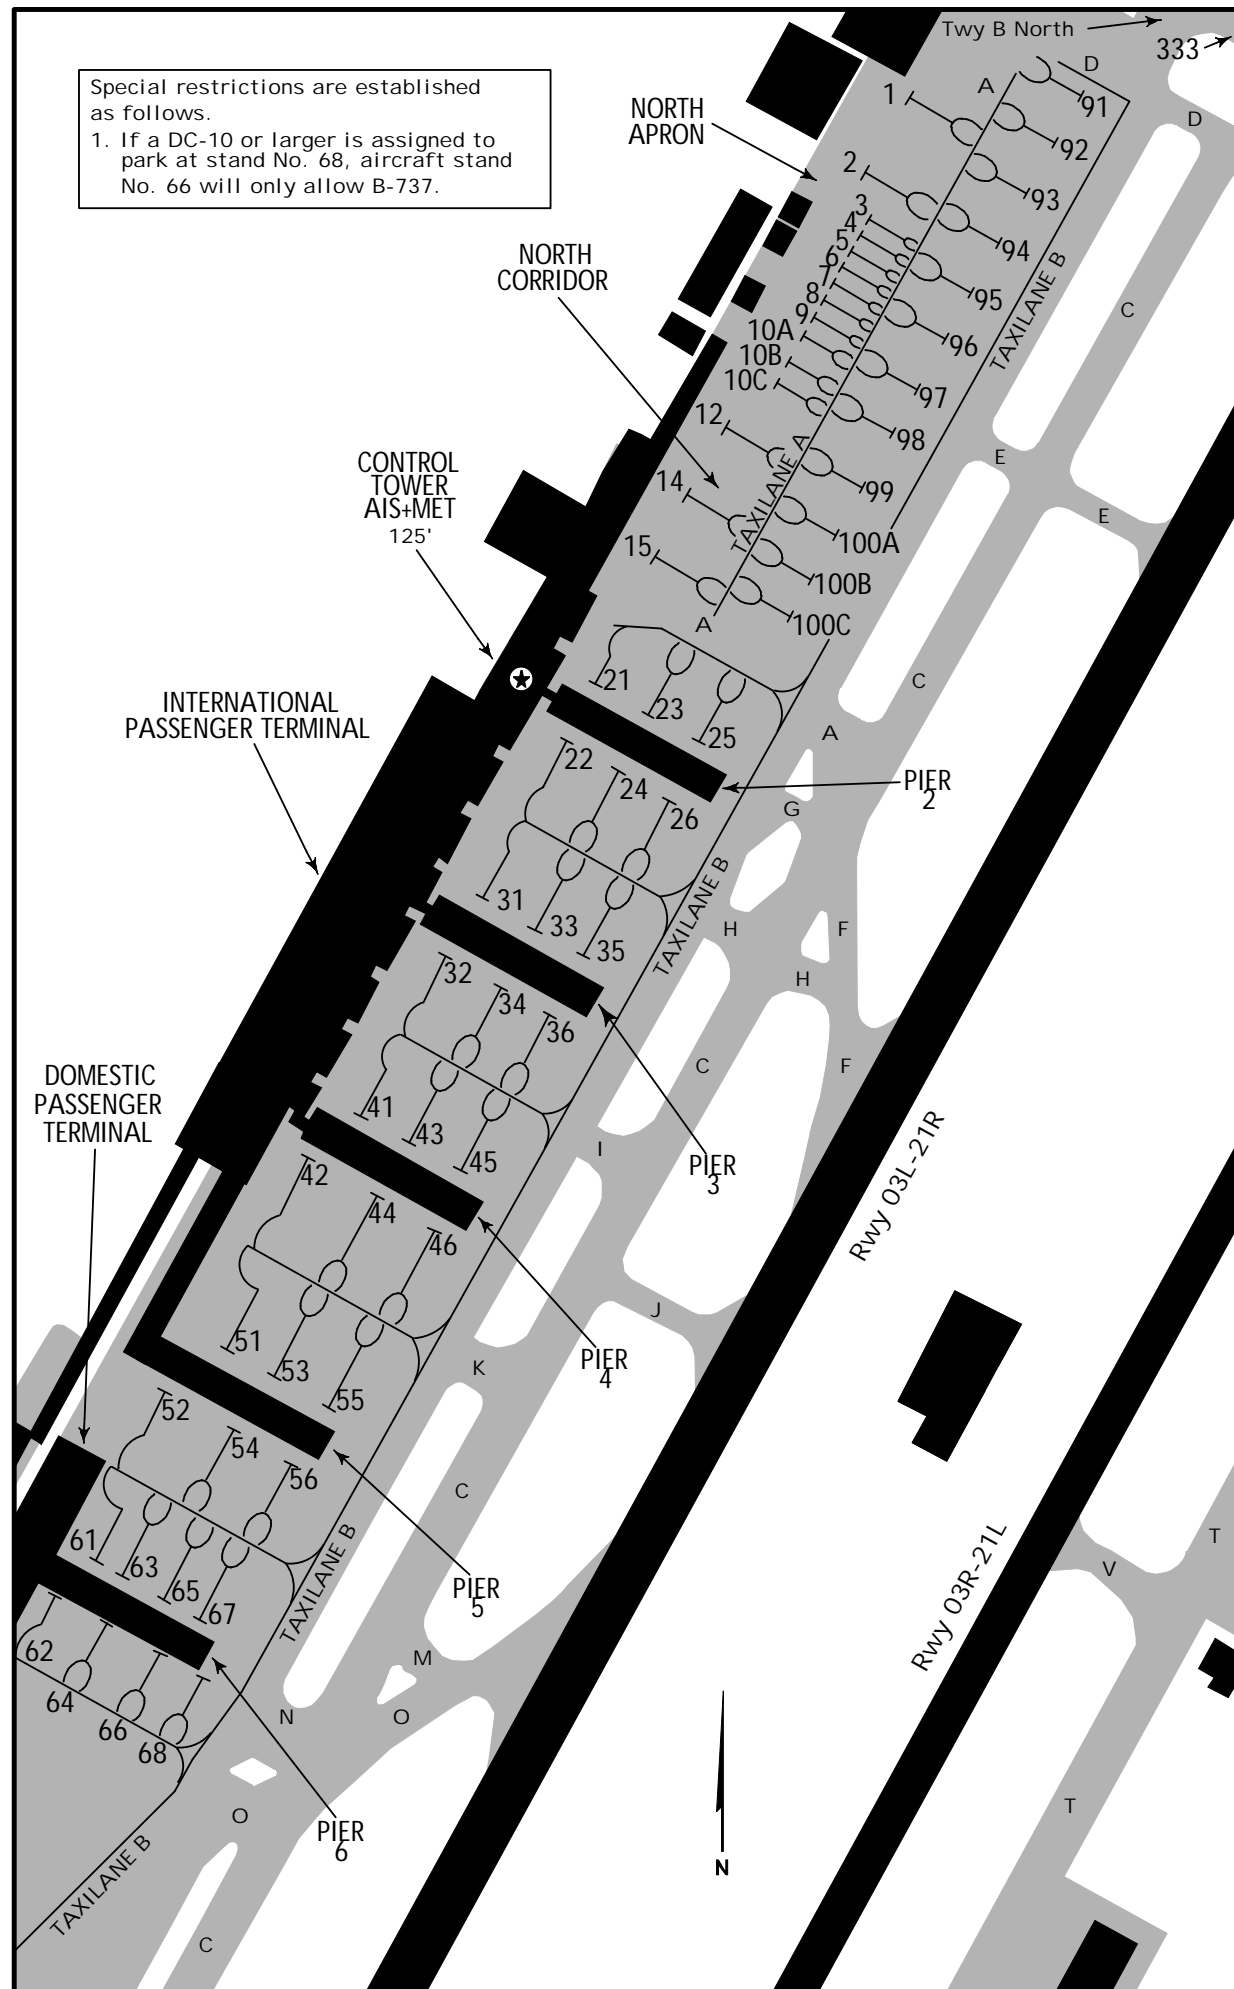 Twy B North
333
Special restrictions are established
as follows.
1. If a DC-10 or larger is assigned to
park at stand No. 68, aircraft stand
No. 66 will only allow B-737.
D
A
91
1
NORTH
APRON
D
92
2
93
3
4
94
5
6
NORTH
CORRIDOR
7
95
TAXILANE B
8
C
9
96
10A
10B
97
10C
12
98
TAXILANE A
CONTROL
TOWER
AIS+MET
125'
E
14
99
E
15
100A
100B
100C
A
21
C
23
INTERNATIONAL
PASSENGER TERMINAL
25
A
22
24
PIER
2
26
G
TAXILANE B
31
33
H
F
35
32
H
34
36
C
F
DOMESTIC
PASSENGER
TERMINAL
41
43
45
I
PIER
3
Rwy 03L-21R
42
44
46
J
51
53
K
PIER
4
55
52
54
56
C
61
63
65
67
TAXILANE B
PIER
5
T
V
Rwy 03R-21L
62
64
M
66
N
O
68
O
PIER
6
T
N
TAXILANE B
C